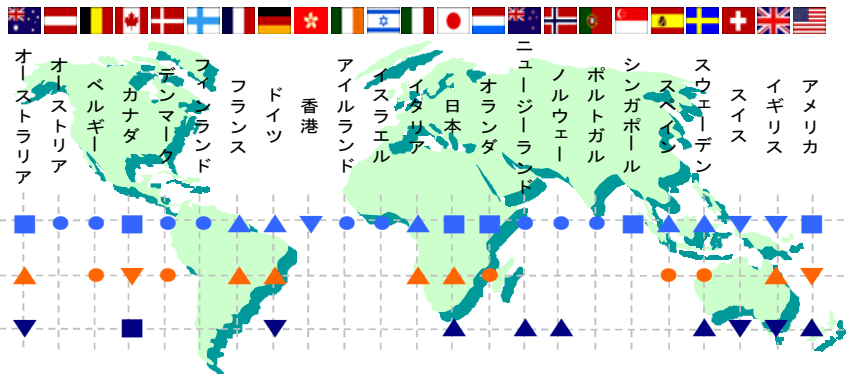 オーストラリア
オーストリア
ベルギー
カナダ
デンマーク
フィンランド
フランス
ドイツ
香港
アイルランド
イスラエル
イタリア
日本
オランダ
ニュージーランド
ノルウェー
ポルトガル
シンガポール
スペイン
スウェーデン
スイス
イギリス
アメリカ